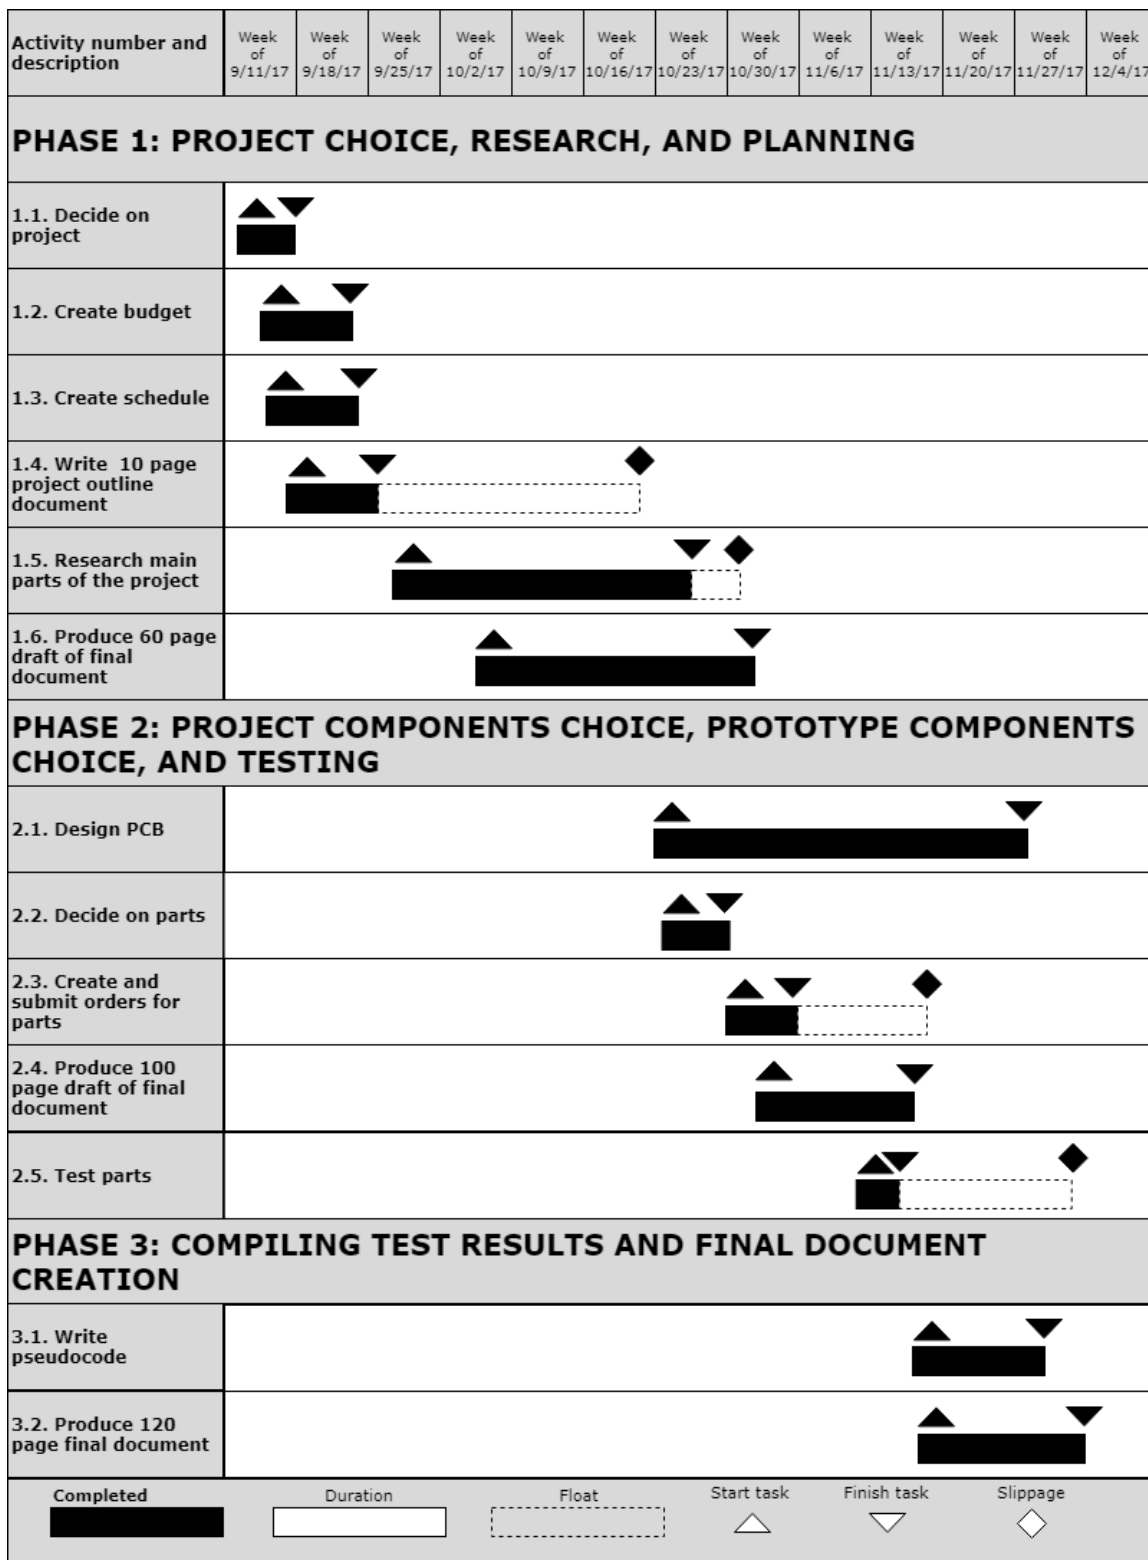 Activity number and
description
Week
of
9/11/17
Week
of
9/18/17
Week
of
9/25/17
Week
of
10/2/17
Week
of
10/9/17
Week
of
10/16/17
Week
of
10/23/17
Week
of
10/30/17
Week
of
11/6/17
Week
of
11/13/17
Week
of
11/20/17
Week
of
11/27/17
Week
of
12/4/17
PHASE 1: PROJECT CHOICE, RESEARCH, AND PLANNING
1.1. Decide on
project
1.2. Create budget
1.3. Create schedule
1.4. Write 10 page
project outline
document
1.5. Research main
parts of the project
1.6. Produce 60 page
draft of final
document
PHASE 2: PROJECT COMPONENTS CHOICE, PROTOTYPE COMPONENTS
CHOICE, AND TESTING
2.1. Design PCB
2.2. Decide on parts
2.3. Create and
submit orders for
parts
2.4. Produce 100
page draft of final
document
2.5. Test parts
PHASE 3: COMPILING TEST RESULTS AND FINAL DOCUMENT
CREATION
3.1. Write
pseudocode
3.2. Produce 120
page final document
Completed
Duration
Float
Start task
Finish task
Slippage